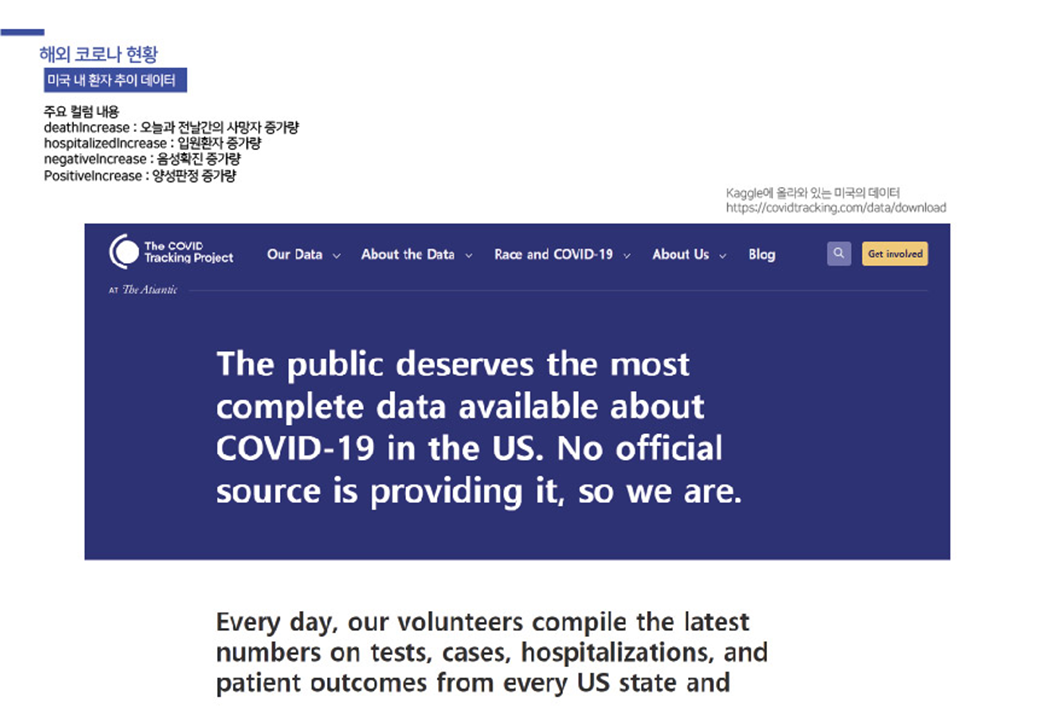 해외 코로나 현황
미국 내 환자 추이 데이터
주요 컬럼 내용
deathIncrease : 오늘과 전날간의 사망자 증가량
hospitalizedIncrease : 입원환자 증가량
negativeIncrease : 음성확진 증가량
PositiveIncrease : 양성판정 증가량
Kaggle에 올라와 있는 미국의 데이터
https://covidtracking.com/data/download
The COVID
Tracking Project
Our Data
About the Data
Race and COVID-19
About Us
Blog
Get involved
AT The Atlantic
The public deserves the most
complete data available about
COVID-19 in the US. No official
source is providing it, so we are.
Every day, our volunteers compile the latest
numbers on tests, cases, hospitalizations, and
patient outcomes from every US state and